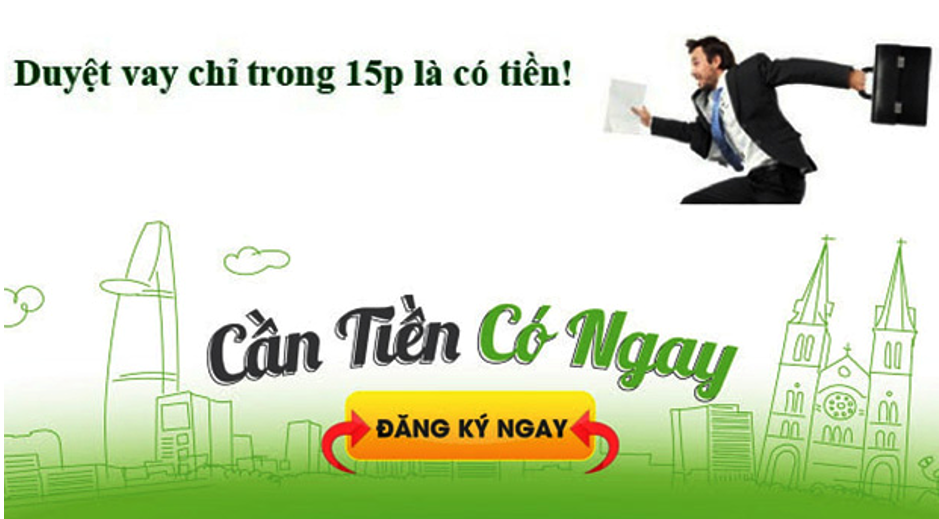 Duyệt vay chỉ trong 15p là có tiền!
Cần Tiền Có Ngay
ĐĂNG KÝ NGAY